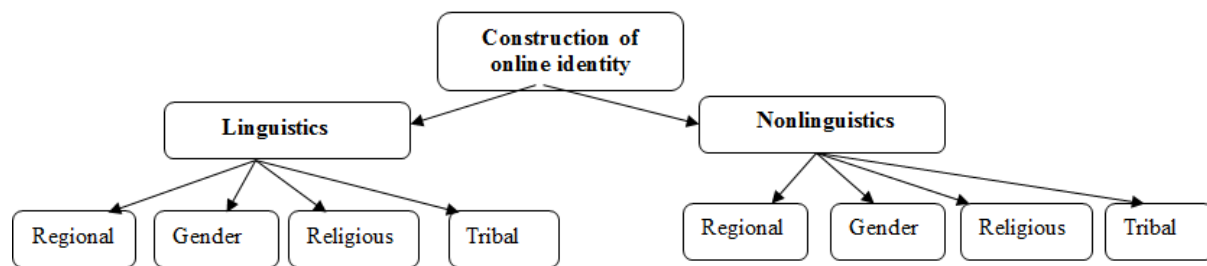 Construction of
online identity
Linguistics
Nonlinguistics
Regional
Gender
Religious
Tribal
Regional
Gender
Religious
Tribal